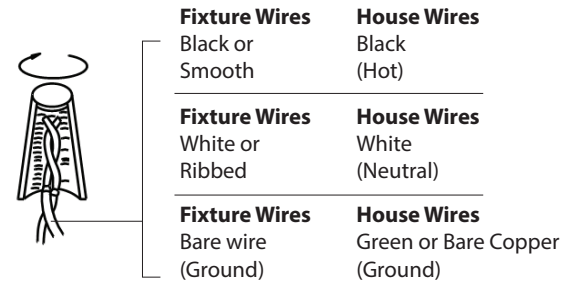 Fixture Wires House Wires
Black or Black
Smooth (Hot)
Fixture Wires House Wires
White or White
Ribbed (Neutral)
Fixture Wires House Wires
Bare wire Green or Bare Copper
(Ground) (Ground)